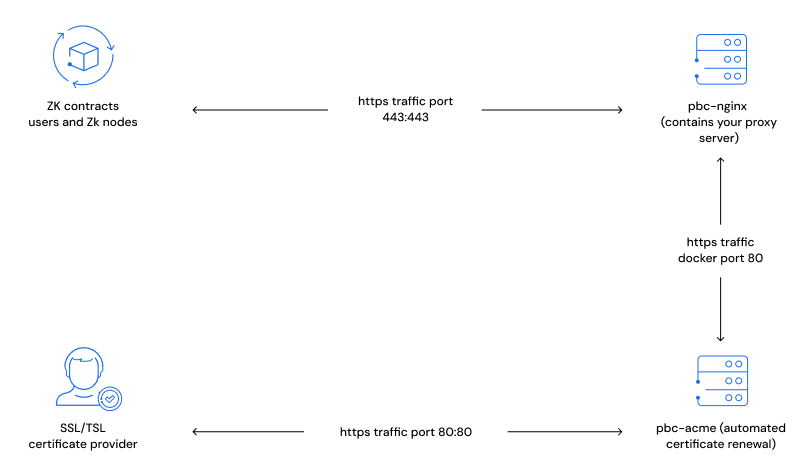 ZK contracts
users and Zk nodes
https traffic port
443:443
pbc-nginx
(contains your proxy
server)
https traffic
docker port 80
SSL/TSL
certificate provider
https traffic port 80:80
pbc-acme (automated
certificate renewal)